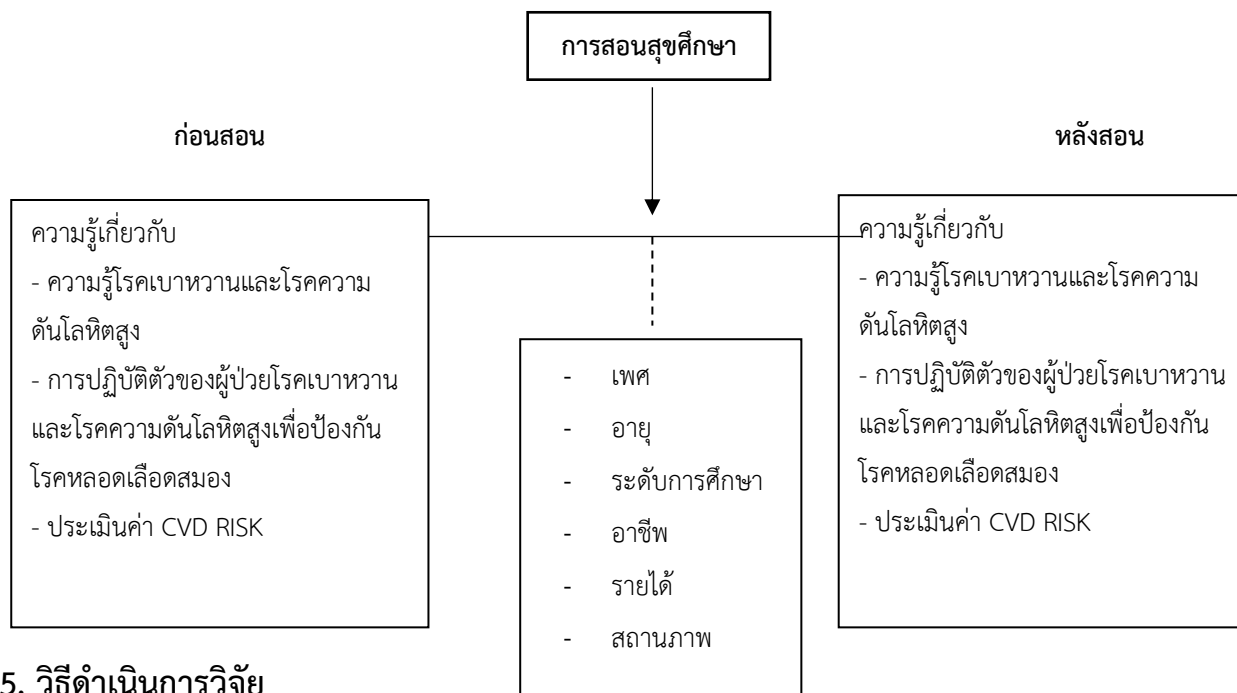 การสอนสุขศึกษา
ก่อนสอน
หลังสอน
ความรู้เกี่ยวกับ
- ความรู้โรคเบาหวานและโรคความ
ดันโลหิตสูง
- การปฏิบัติตัวของผู้ป่วยโรคเบาหวาน
และโรคความดันโลหิตสูงเพื่อป้องกัน
โรคหลอดเลือดสมอง
- ประเมินค่า CVD RISK
- เพศ
- อายุ
- ระดับการศึกษา
- อาชีพ
- รายได้
- สถานภาพ
ความรู้เกี่ยวกับ
- ความรู้โรคเบาหวานและโรคความ
ดันโลหิตสูง
- การปฏิบัติตัวของผู้ป่วยโรคเบาหวาน
และโรคความดันโลหิตสูงเพื่อป้องกัน
โรคหลอดเลือดสมอง
- ประเมินค่า CVD RISK
5. วิธีดำเนินการวิจัย